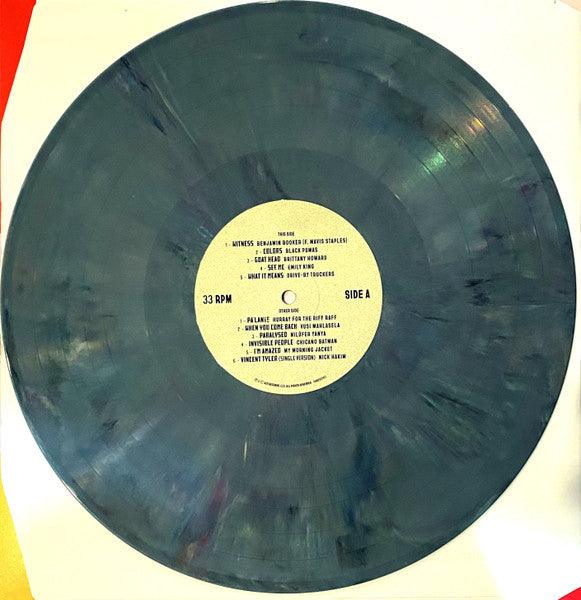 THIS SIDE
1 - WITNESS BENJAMIN BOOKER (F. MAVIS STAPLES)
2 - COLORS BLACK PUMAS
3 - GOAT HEAD BRITTANY HOWARD
4 - SEE ME EMILY KING
5 - WHAT IT MEANS DRIVE-BY TRUCKERS
33 RPM
SIDE A
OTHER SIDE
1 - PA'LANTE HURRAY FOR THE RIFF RAFF
2 - WHEN YOU COME BACK VUSI MAHLASELA
3 - PARALYSED NILÜFER YANYA
4 - INVISIBLE PEOPLE CHICANO BATMAN
5 - I'M AMAZED MY MORNING JACKET
6 - VINCENT TYLER (SINGLE VERSION) NICK HAKIM